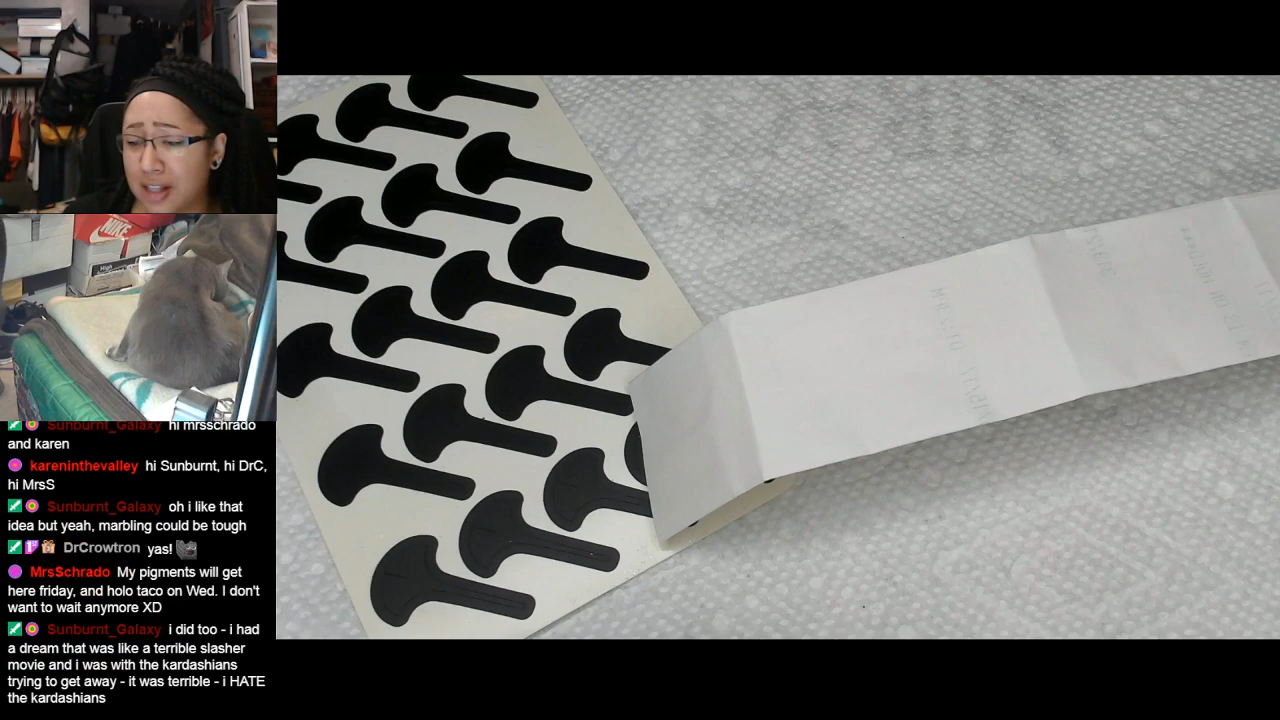 NIKE
Sunburnt_Galaxy hi mrsschrado
and karen
kareninthevalley hi Sunburnt, hi DrC,
hi MrsS
Sunburnt_Galaxy oh i like that
idea but yeah, marbling could be tough
DrCrowtron yas!
MrsSchrado My pigments will get
here friday, and holo taco on Wed. I don't
want to wait anymore XD
Sunburnt_Galaxy i did too - i had
a dream that was like a terrible slasher
movie and i was with the kardashians
trying to get away - it was terrible - i HATE
the kardashians